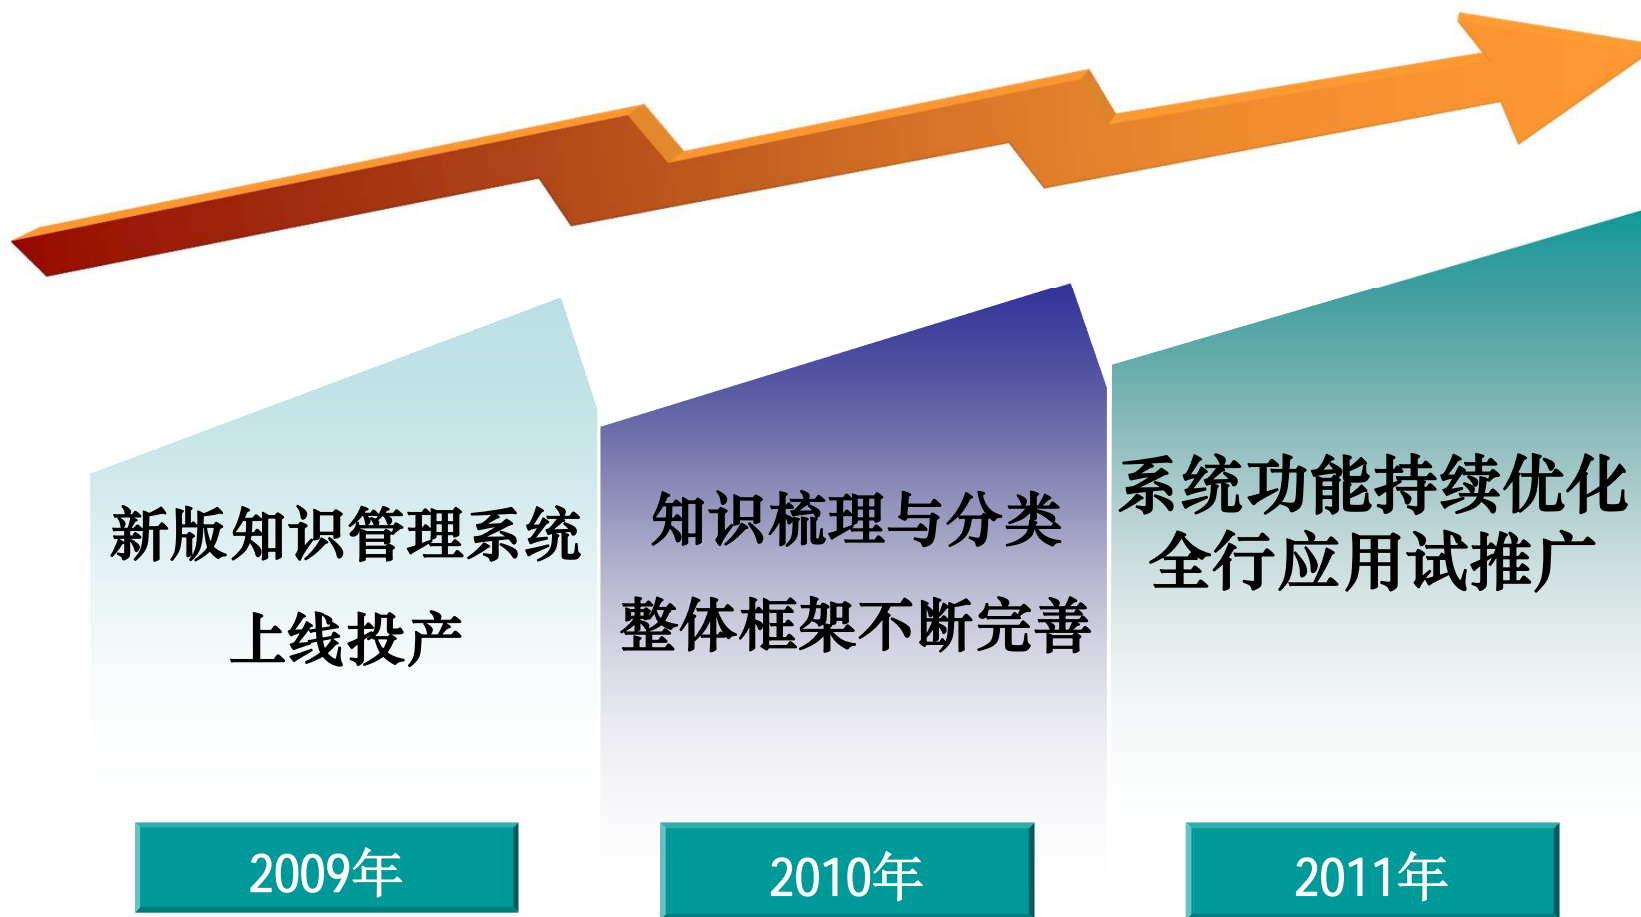 新版知识管理系统
上线投产
知识梳理与分类
整体框架不断完善
系统功能持续优化
全行应用试推广
2009年
2010年
2011年